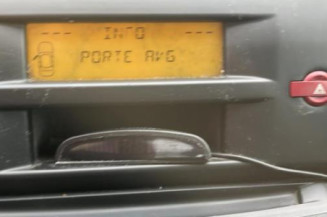 --- INFO ---
PORTE AVG